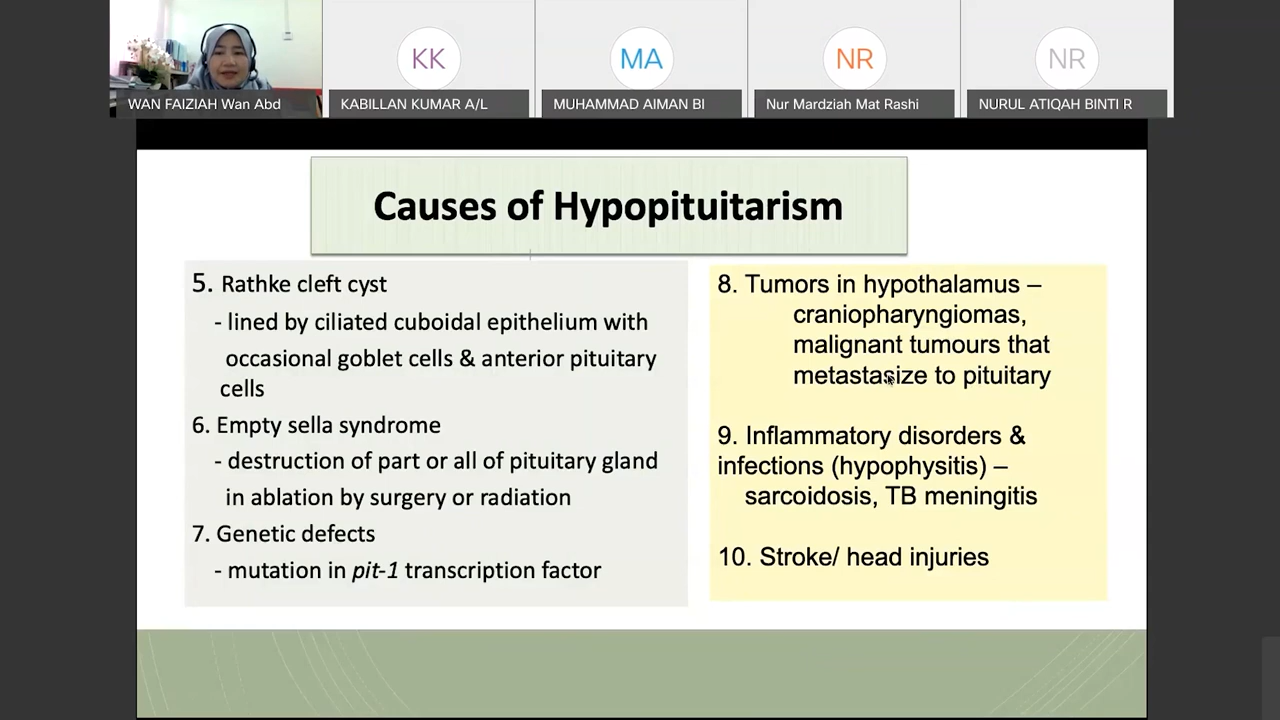 KK
MA
NR
NR
WAN FAIZIAH Wan Abd
KABILLAN KUMAR A/L
MUHAMMAD AIMAN BI
Nur Mardziah Mat Rashi
NURUL ATIQAH BINTI R
Causes of Hypopituitarism
5. Rathke cleft cyst
- lined by ciliated cuboidal epithelium with
occasional goblet cells & anterior pituitary
cells
6. Empty sella syndrome
- destruction of part or all of pituitary gland
in ablation by surgery or radiation
7. Genetic defects
- mutation in pit-1 transcription factor
8. Tumors in hypothalamus –
craniopharyngiomas,
malignant tumours that
metastasize to pituitary
9. Inflammatory disorders &
infections (hypophysitis) –
sarcoidosis, TB meningitis
10. Stroke/ head injuries